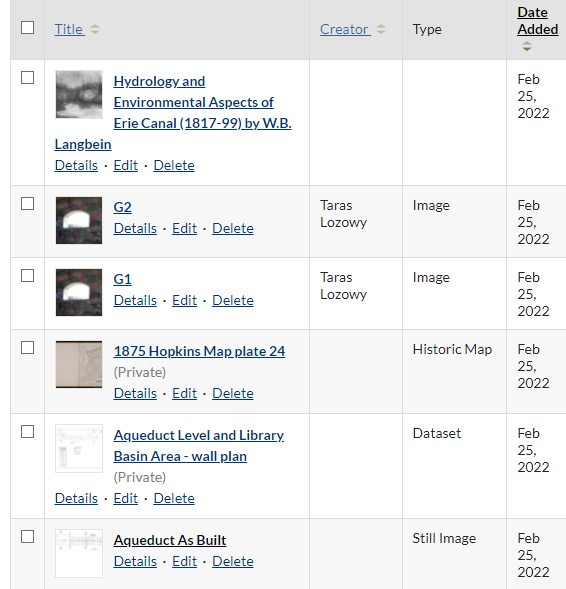 Title Creator Type Date
Added
Hydrology and
Environmental Aspects of
Erie Canal (1817-99) by W.B.
Langbein
Details · Edit · Delete
Feb
25,
2022
G2
Details · Edit · Delete
Taras
Lozowy
Image
Feb
25,
2022
G1
Details · Edit · Delete
Taras
Lozowy
Image
Feb
25,
2022
1875 Hopkins Map plate 24
(Private)
Details · Edit · Delete
Historic Map
Feb
25,
2022
Aqueduct Level and Library
Basin Area - wall plan
(Private)
Details · Edit · Delete
Dataset
Feb
25,
2022
Aqueduct As Built
Details · Edit · Delete
Still Image
Feb
25,
2022